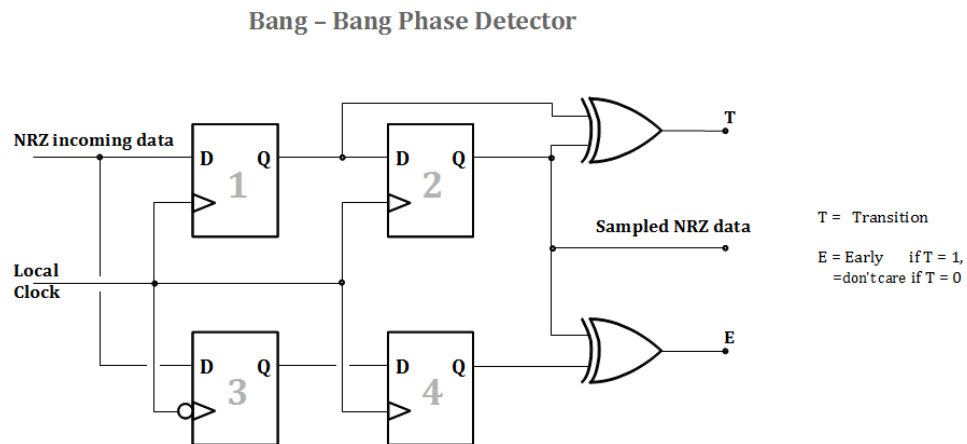 Bang – Bang Phase Detector
NRZ incoming data
D Q
1
D Q
2
T
Sampled NRZ data
T = Transition
E = Early if T = 1,
=don't care if T = 0
Local
Clock
D Q
3
D Q
4
E